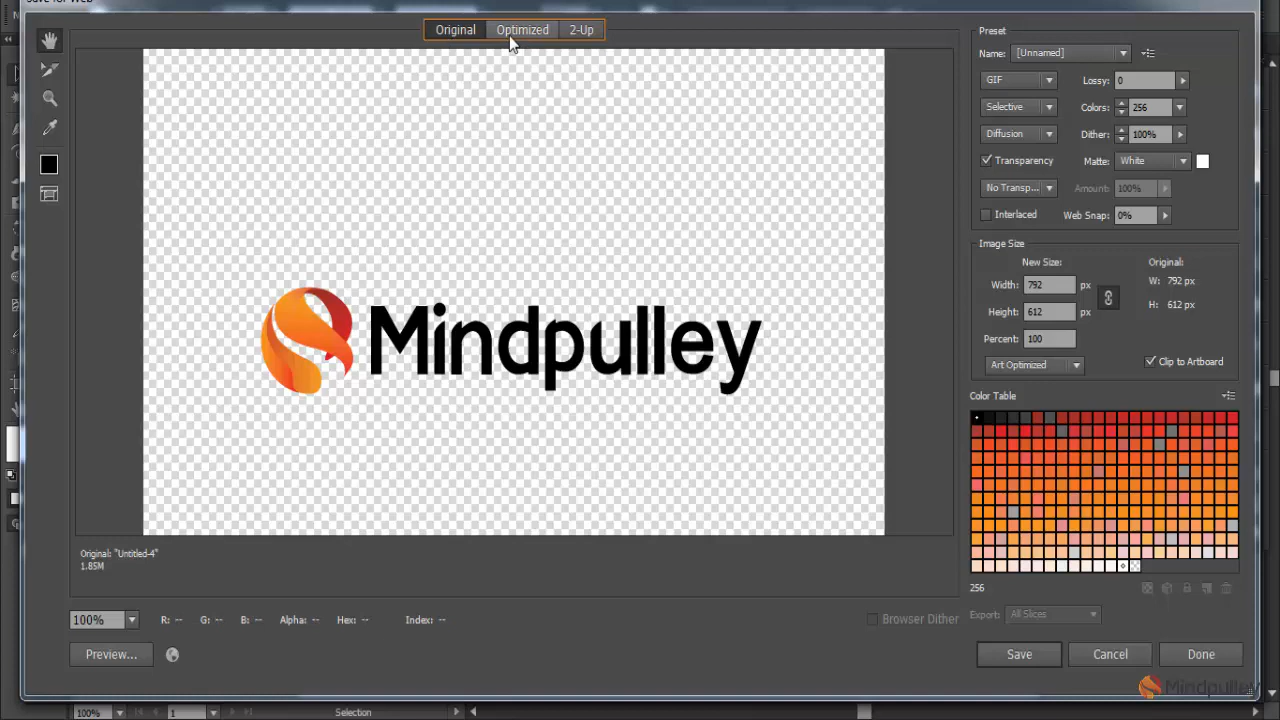 Save for Web
Original Optimized 2-Up
Preset
Name: [Unnamed]
GIF Lossy: 0
Selective Colors: 256
Diffusion Dither: 100%
Transparency Matte: White
No Transp... Amount: 100%
Interlaced Web Snap: 0%
Image Size
New Size: Original:
Width: 792 px W: 792 px
Height: 612 px H: 612 px
Percent: 100
Art Optimized Clip to Artboard
Mindpulley
Color Table
Original: "Untitled-4"
1.85M
256
100% R: -- G: -- B: -- Alpha: -- Hex: -- Index: --
Browser Dither
Export: All Slices
Preview... Save Cancel Done
Mindpulley
100% 1 Selection